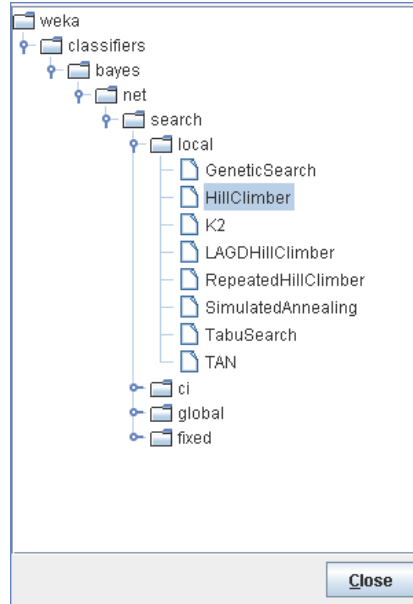 weka
classifiers
bayes
net
search
local
GeneticSearch
HillClimber
K2
LAGDHillClimber
RepeatedHillClimber
SimulatedAnnealing
TabuSearch
TAN
ci
global
fixed
Close